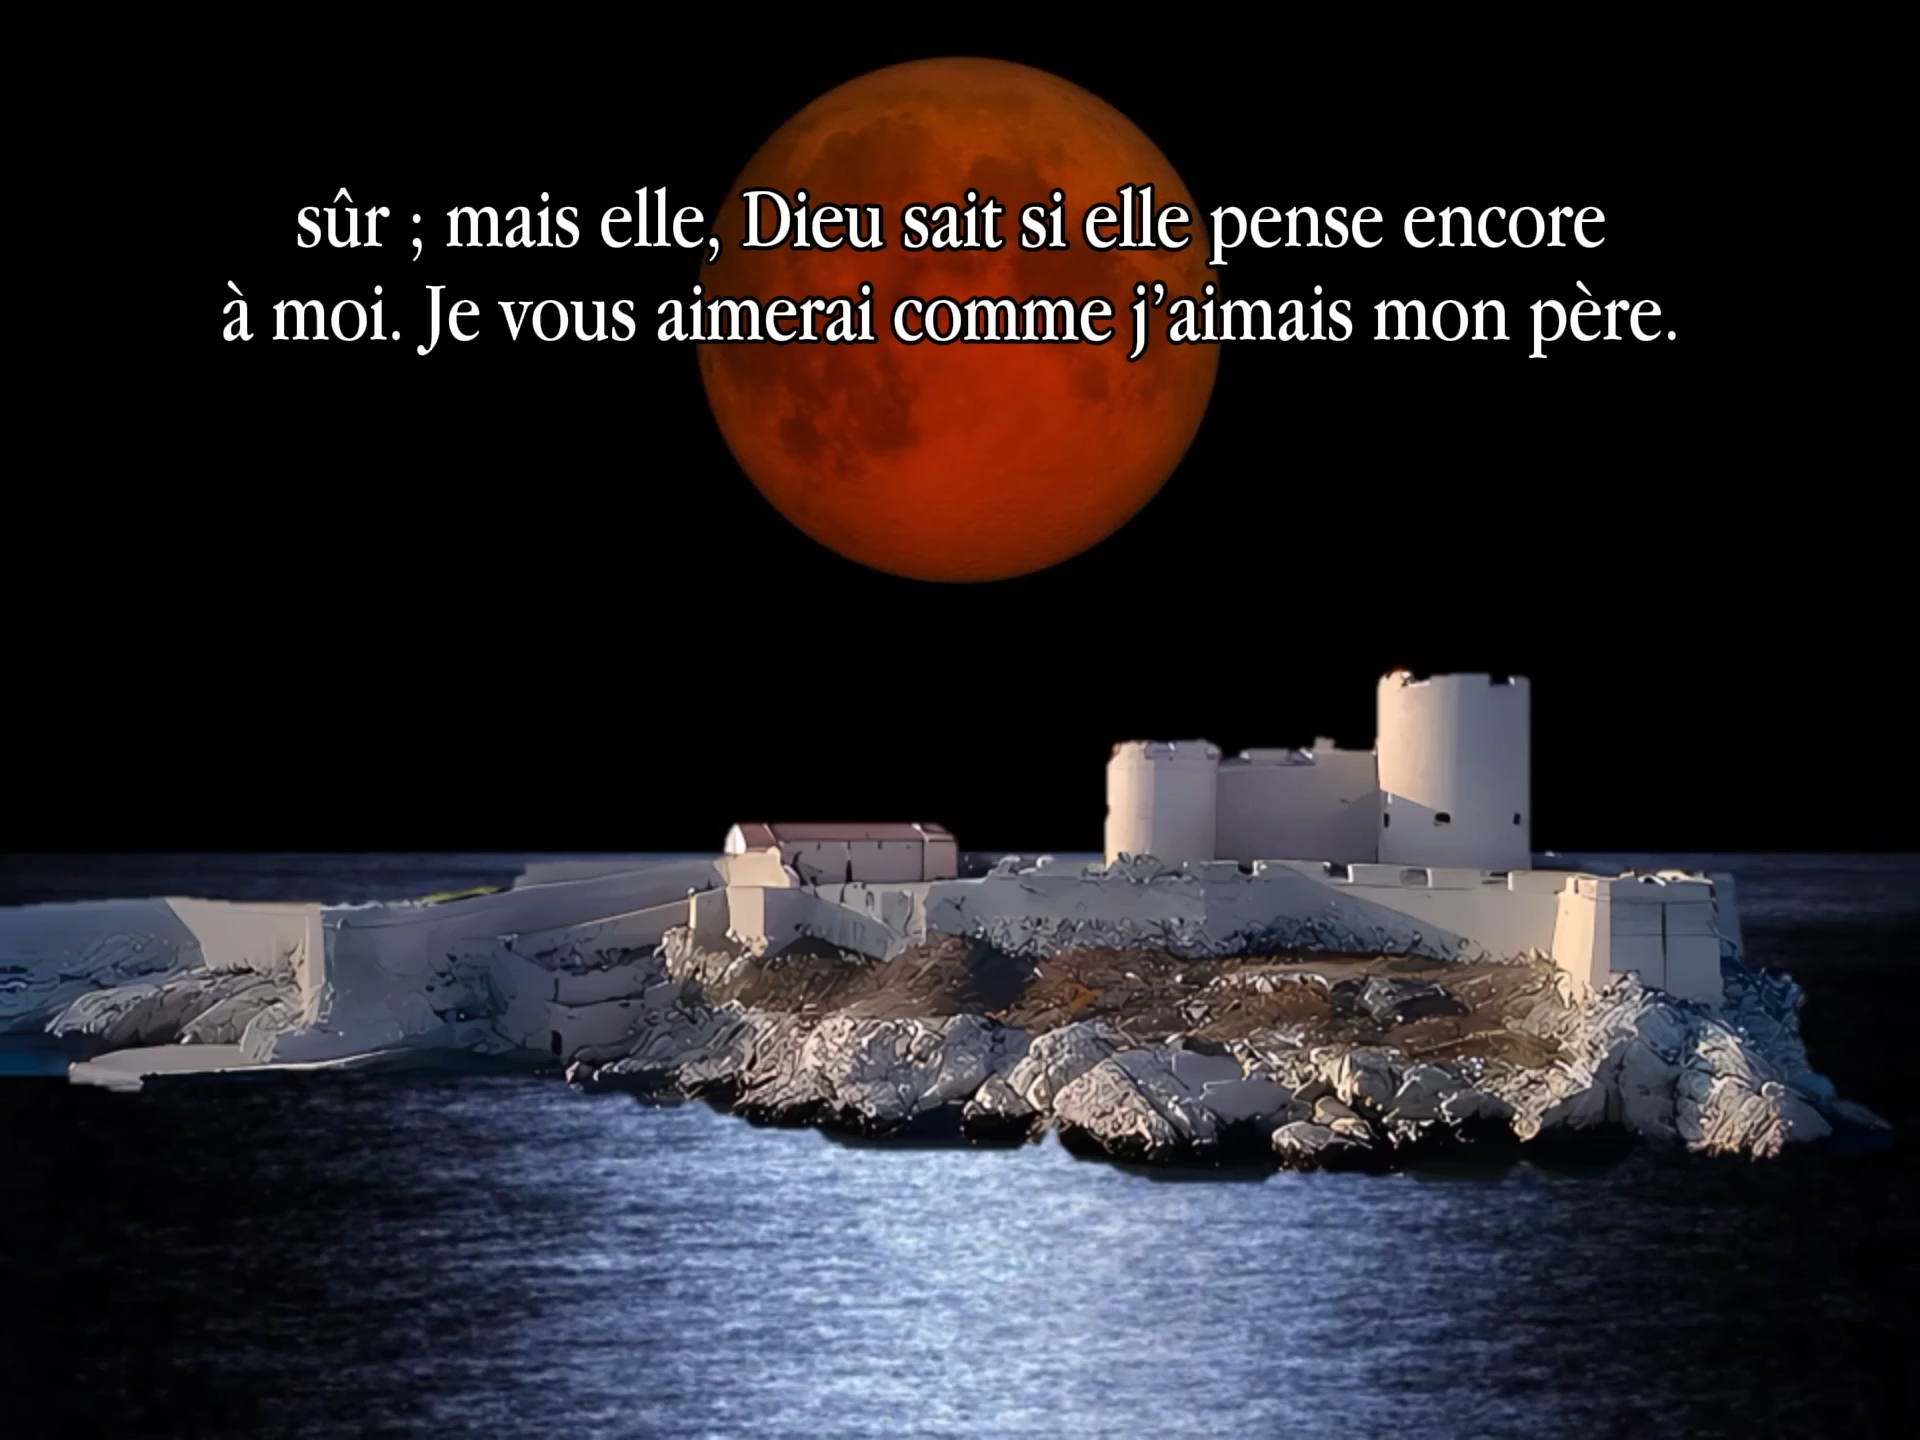 sûr ; mais elle, Dieu sait si elle pense encore
à moi. Je vous aimerai comme j’aimais mon père.